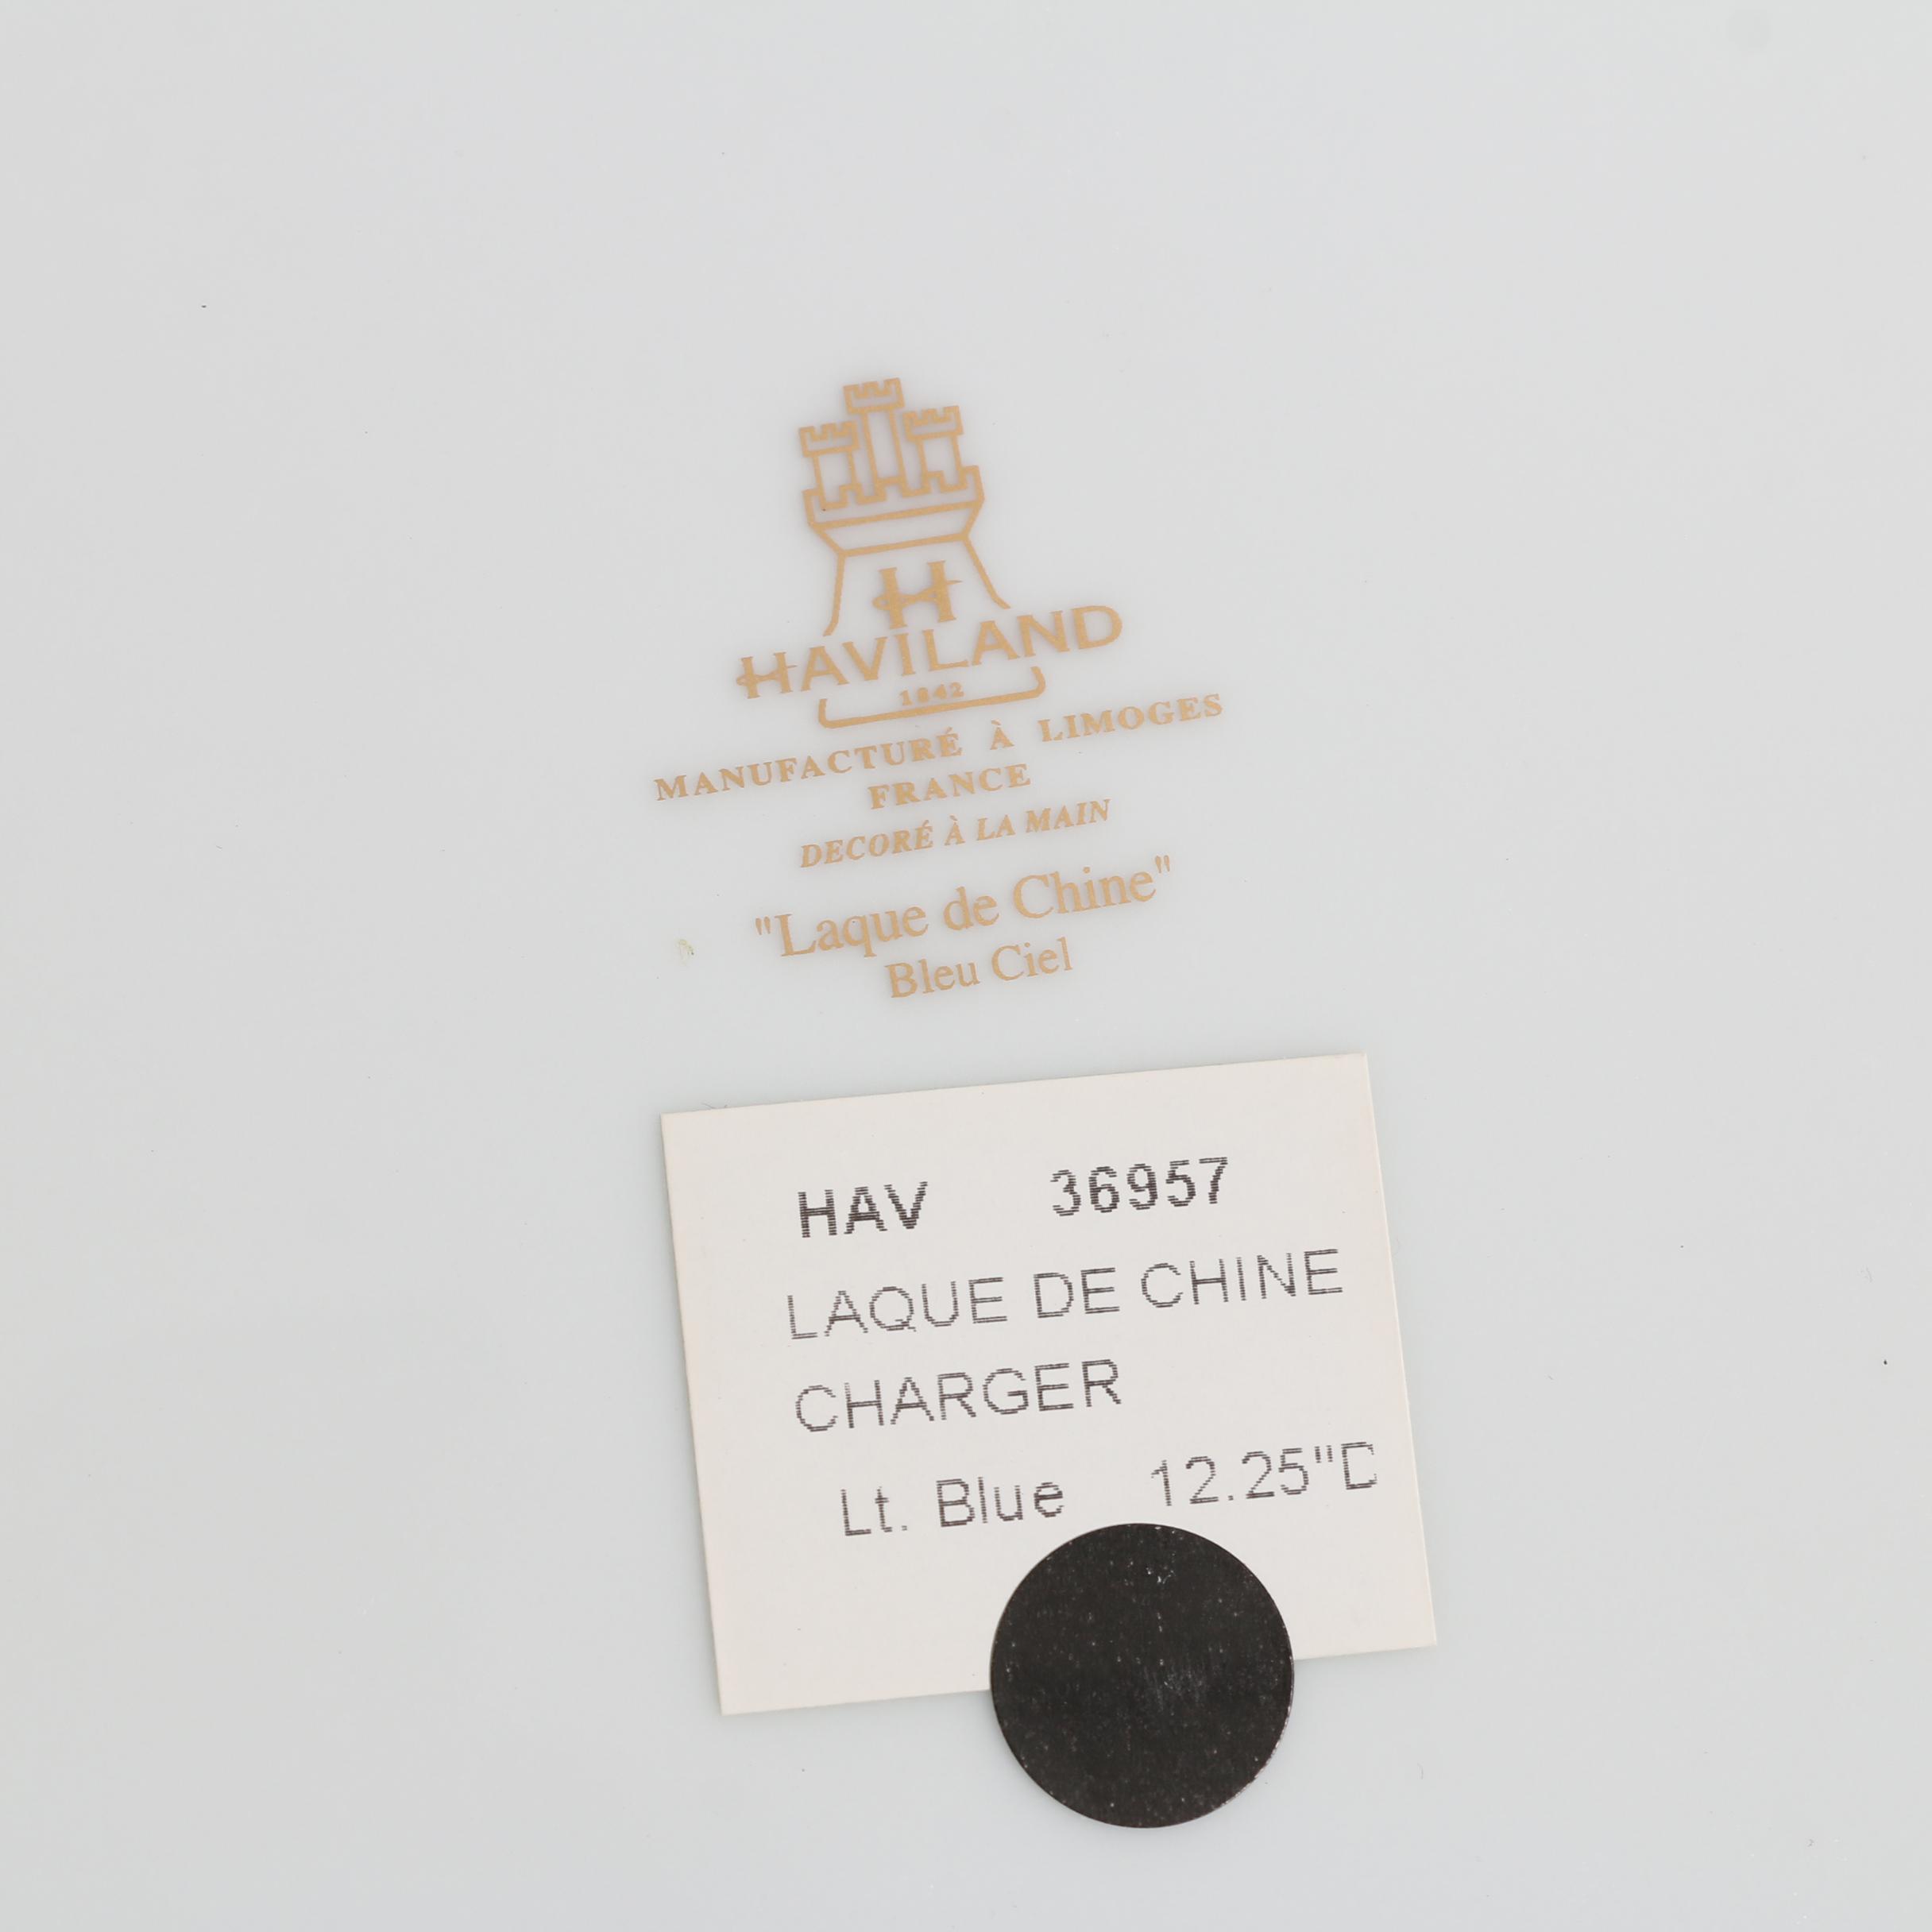 H
HAVILAND
1842
MANUFACTURÉ À LIMOGES
FRANCE
DECORÉ À LA MAIN
"Laque de Chine"
Bleu Ciel
HAV 36957
LAQUE DE CHINE
CHARGER
Lt. Blue 12.25"D